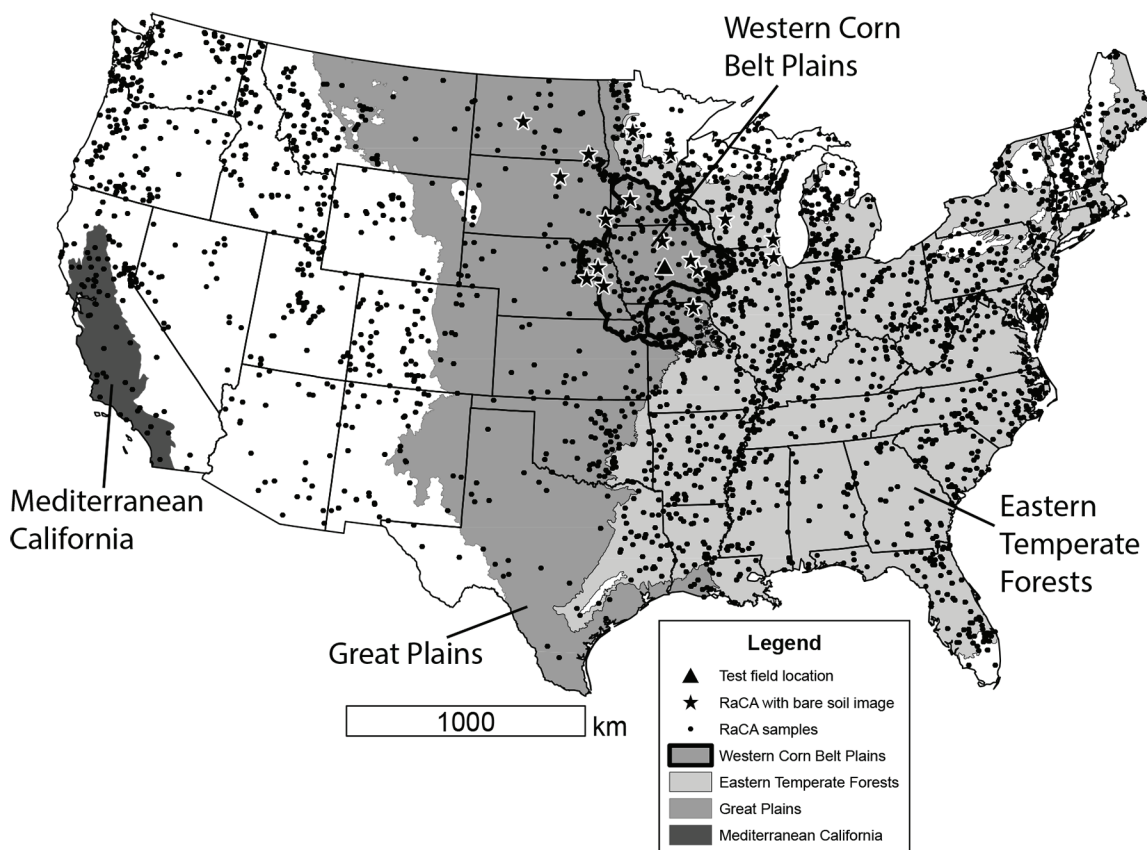 Western Corn
Belt Plains
Mediterranean
California
Eastern
Temperate
Forests
Great Plains
1000
km
Legend
Test field location
RaCA with bare soil image
RaCA samples
Western Corn Belt Plains
Eastern Temperate Forests
Great Plains
Mediterranean California